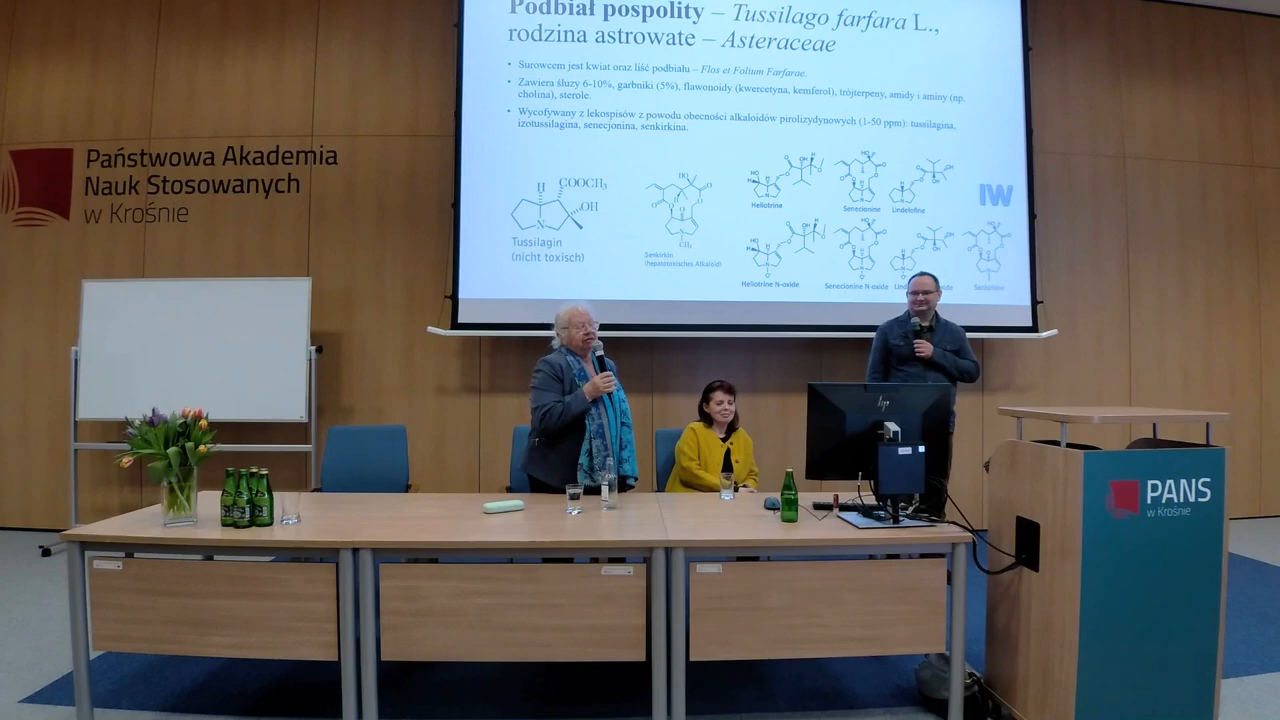 Podbiał pospolity – Tussilago farfara L.,
rodzina astrowate – Asteraceae
• Surowcem jest kwiat oraz liść podbiału – Flos et Folium Farfarae.
• Zawiera śluzy 6-10%, garbniki (5%), flawonoidy (kwercetyna, kemferol), trójterpeny, amidy i aminy (np.
cholina), sterole.
• Wycofywany z lekospisów z powodu obecności alkaloidów pirolizydynowych (1-50 ppm): tussilagina,
izotussilagina, senecjonina, senkirkina.
Państwowa Akademia
Nauk Stosowanych
w Krośnie
H COOCH3
OH
N
Tussilagin
(nicht toxisch)
Senkirkin
(hepatotoxisches Alkaloid)
Heliotrine
Senecionine
Lindelofine
IW
Heliotrine N-oxide
Senecionine N-oxide
Senkirkine
hp
PANS
w Krośnie